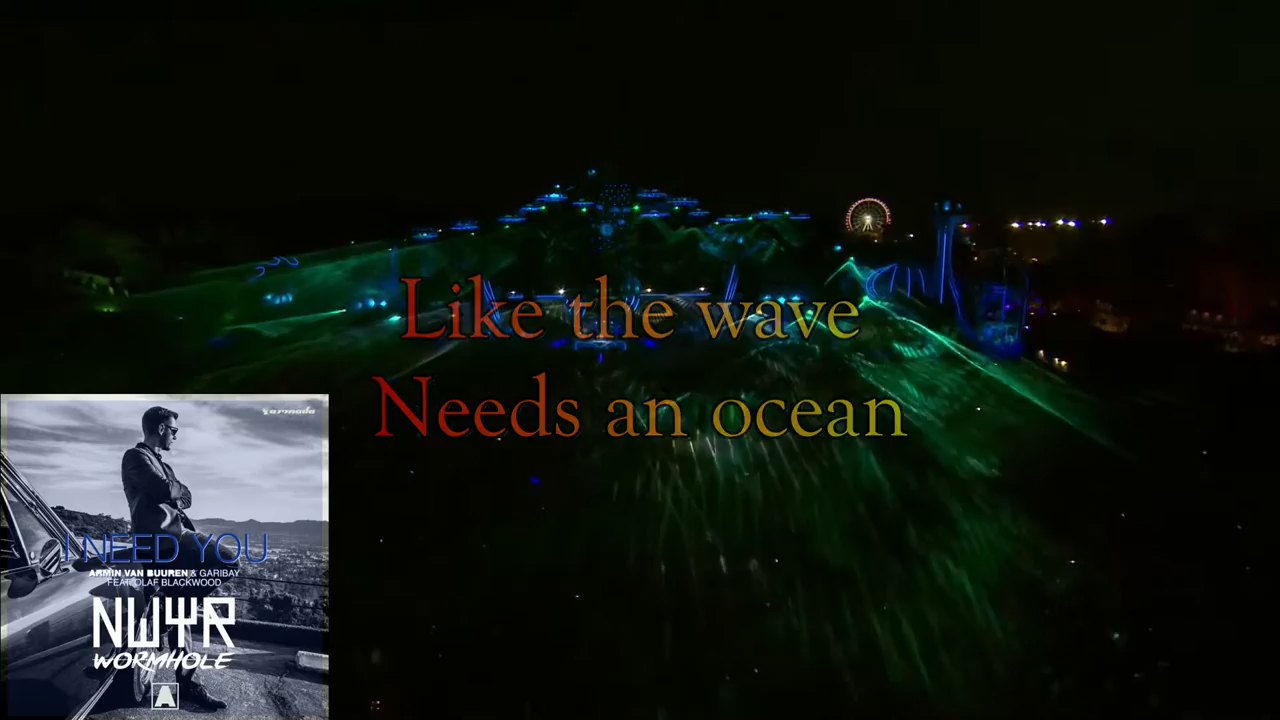 Like the wave
Needs an ocean
armada
I NEED YOU
ARMIN VAN BUUREN & GARIBAY
FEAT. OLAF BLACKWOOD
NWYR
WORMHOLE
A